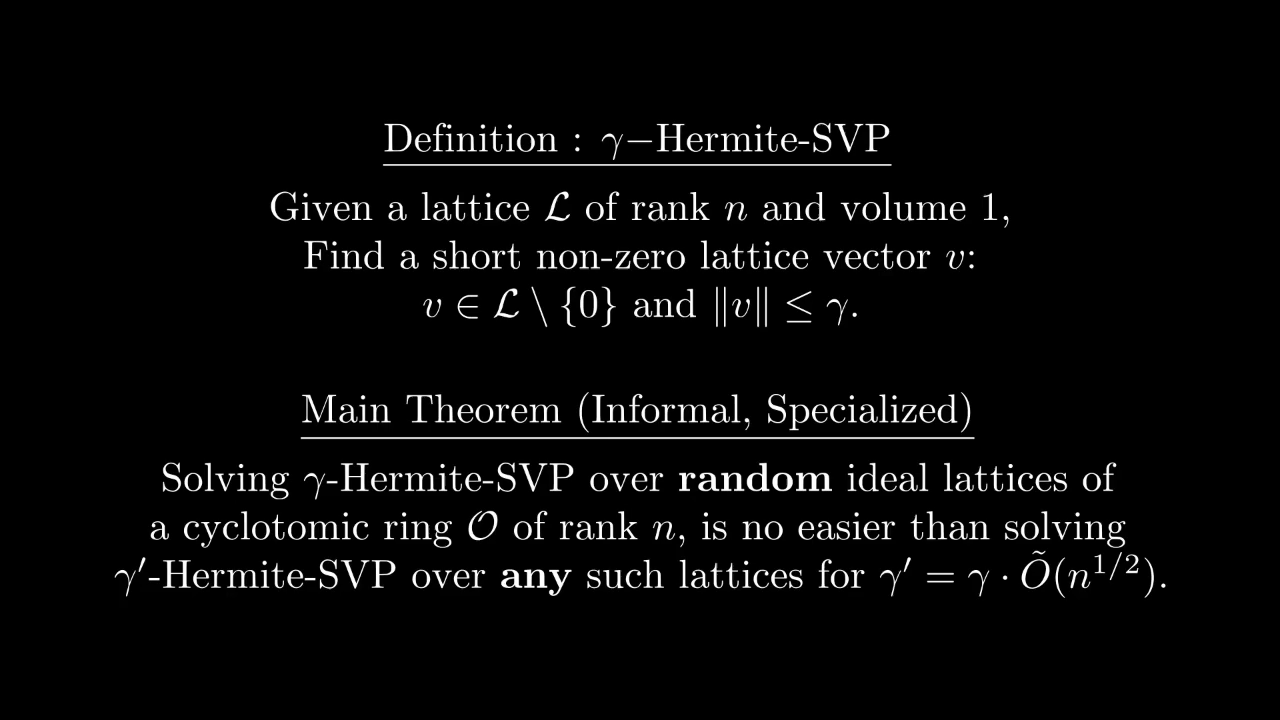 Definition : γ−Hermite-SVP
Given a lattice ℒ of rank n and volume 1,
Find a short non-zero lattice vector v:
v ∈ ℒ \ {0} and ‖v‖ ≤ γ.
Main Theorem (Informal, Specialized)
Solving γ-Hermite-SVP over random ideal lattices of
a cyclotomic ring 𝒪 of rank n, is no easier than solving
γ′-Hermite-SVP over any such lattices for γ′ = γ · Õ(n^{1/2}).